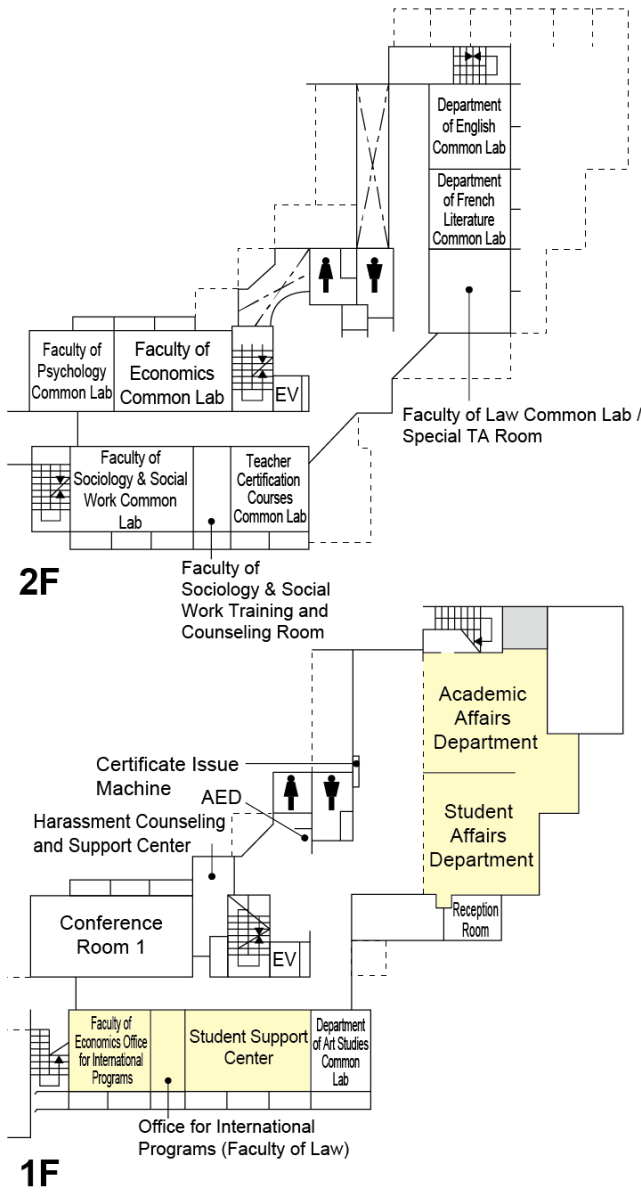 Department
of English
Common Lab
Department
of French
Literature
Common Lab
Faculty of
Psychology
Common Lab
Faculty of
Economics
Common Lab
EV
Faculty of Law Common Lab /
Special TA Room
Faculty of
Sociology & Social
Work Common
Lab
Teacher
Certification
Courses
Common Lab
2F
Faculty of
Sociology & Social
Work Training and
Counseling Room
Academic
Affairs
Department
Certificate Issue
Machine
AED
Harassment Counseling
and Support Center
Student
Affairs
Department
Reception
Room
Conference
Room 1
EV
Faculty of
Economics Office
for International
Programs
Student Support
Center
Department
of Art Studies
Common
Lab
Office for International
Programs (Faculty of Law)
1F